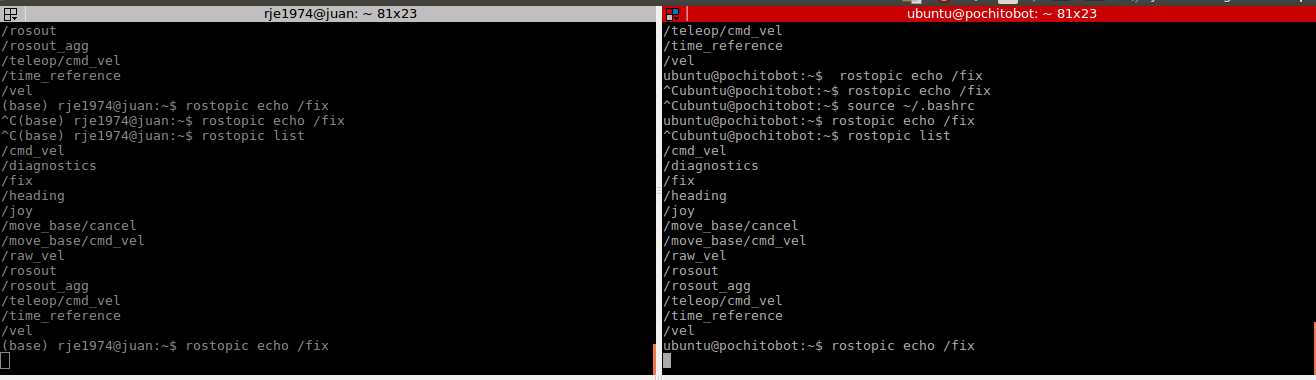 rje1974@juan: ~ 81x23
/rosout
/rosout_agg
/teleop/cmd_vel
/time_reference
/vel
(base) rje1974@juan:~$ rostopic echo /fix
^C(base) rje1974@juan:~$ rostopic echo /fix
^C(base) rje1974@juan:~$ rostopic list
/cmd_vel
/diagnostics
/fix
/heading
/joy
/move_base/cancel
/move_base/cmd_vel
/raw_vel
/rosout
/rosout_agg
/teleop/cmd_vel
/time_reference
/vel
(base) rje1974@juan:~$ rostopic echo /fix
ubuntu@pochitobot: ~ 81x23
/teleop/cmd_vel
/time_reference
/vel
ubuntu@pochitobot:~$  rostopic echo /fix
^Cubuntu@pochitobot:~$ rostopic echo /fix
^Cubuntu@pochitobot:~$ source ~/.bashrc
ubuntu@pochitobot:~$ rostopic echo /fix
^Cubuntu@pochitobot:~$ rostopic list
/cmd_vel
/diagnostics
/fix
/heading
/joy
/move_base/cancel
/move_base/cmd_vel
/raw_vel
/rosout
/rosout_agg
/teleop/cmd_vel
/time_reference
/vel
ubuntu@pochitobot:~$ rostopic echo /fix